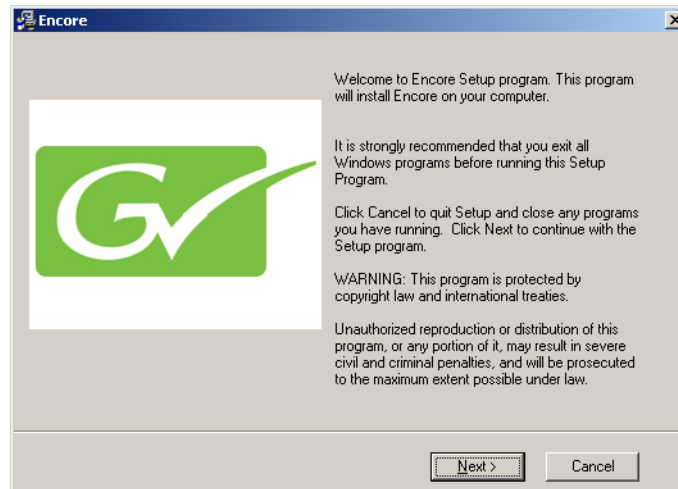 Encore
Welcome to Encore Setup program. This program
will install Encore on your computer.
It is strongly recommended that you exit all
Windows programs before running this Setup
Program.
Click Cancel to quit Setup and close any programs
you have running.  Click Next to continue with the
Setup program.
WARNING: This program is protected by
copyright law and international treaties.
Unauthorized reproduction or distribution of this
program, or any portion of it, may result in severe
civil and criminal penalties, and will be prosecuted
to the maximum extent possible under law.
GV
Next >
Cancel